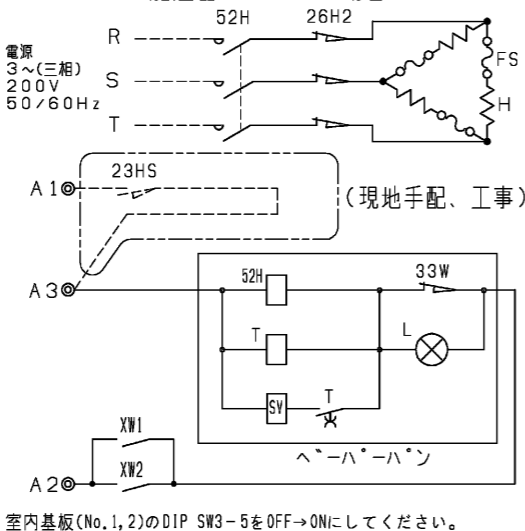 52H 26H2
電源
3~(三相)
200V
50/60Hz
R
S
T
FS
H
A1
23HS
(現地手配、工事)
A3
52H
33W
T
L
SV
T
ペーパーパン
XW1
XW2
A2
室内基板(No.1,2)のDIP SW3-5をOFF→ONにしてください。